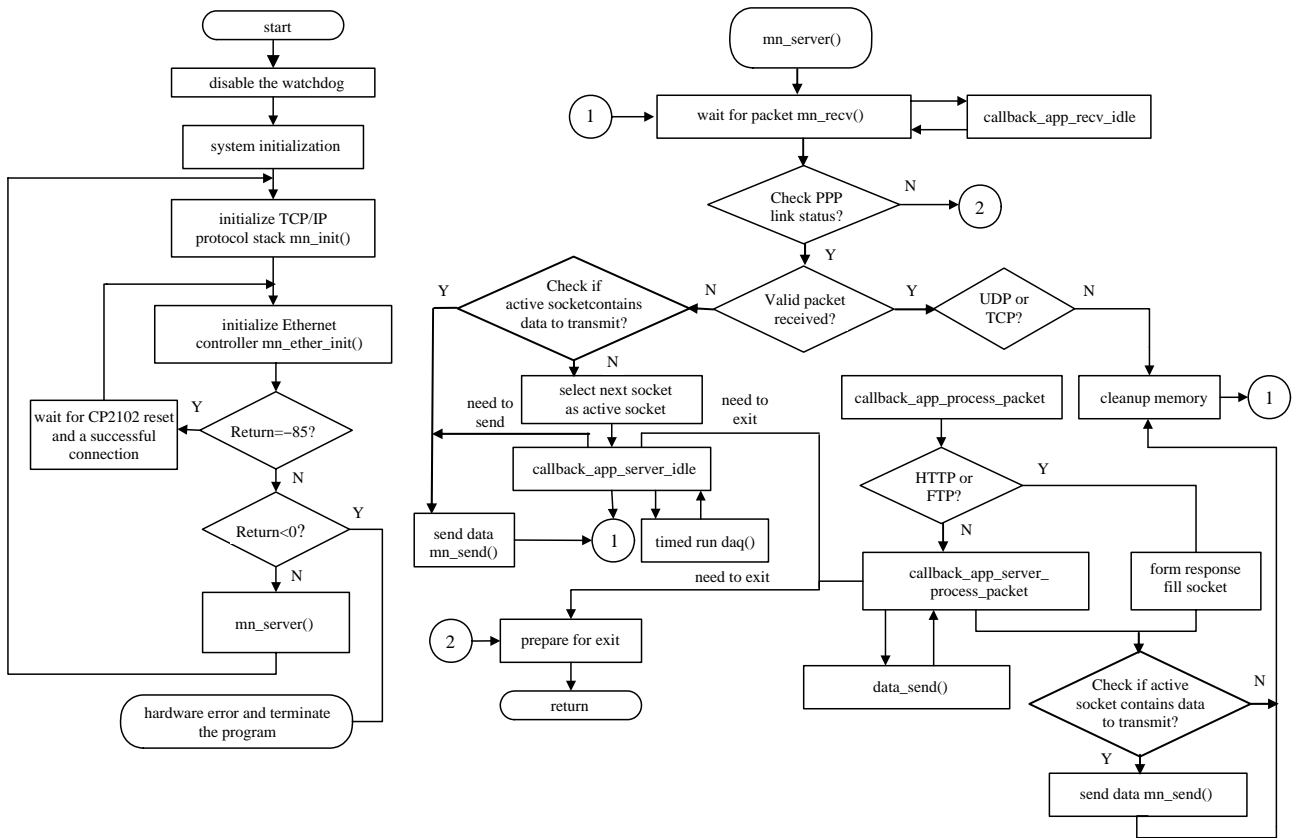 start
disable the watchdog
system initialization
initialize TCP/IP
protocol stack mn_init()
initialize Ethernet
controller mn_ether_init()
wait for CP2102 reset
and a successful
connection
Y
Return=−85?
N
Return<0?
Y
N
mn_server()
hardware error and terminate
the program
mn_server()
1
wait for packet mn_recv()
callback_app_recv_idle
Check PPP
link status?
N
2
Y
Y
Check if
active socketcontains
data to transmit?
N
Valid packet
received?
Y
UDP or
TCP?
N
N
select next socket
as active socket
need to
send
need to
exit
callback_app_server_idle
send data
mn_send()
1
timed run daq()
need to exit
2
prepare for exit
return
callback_app_process_packet
cleanup memory
1
HTTP or
FTP?
Y
N
callback_app_server_
process_packet
form response
fill socket
data_send()
Check if active
socket contains data
to transmit?
N
Y
send data mn_send()